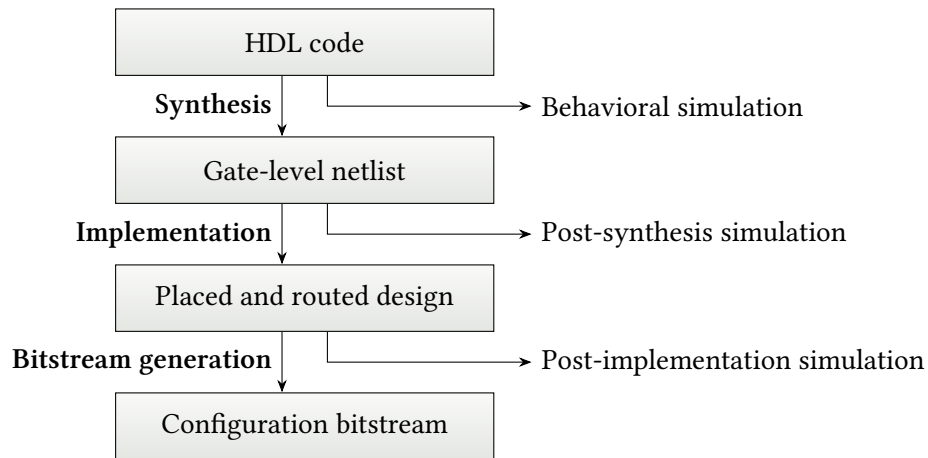 HDL code
Synthesis
Behavioral simulation
Gate-level netlist
Implementation
Post-synthesis simulation
Placed and routed design
Bitstream generation
Post-implementation simulation
Configuration bitstream